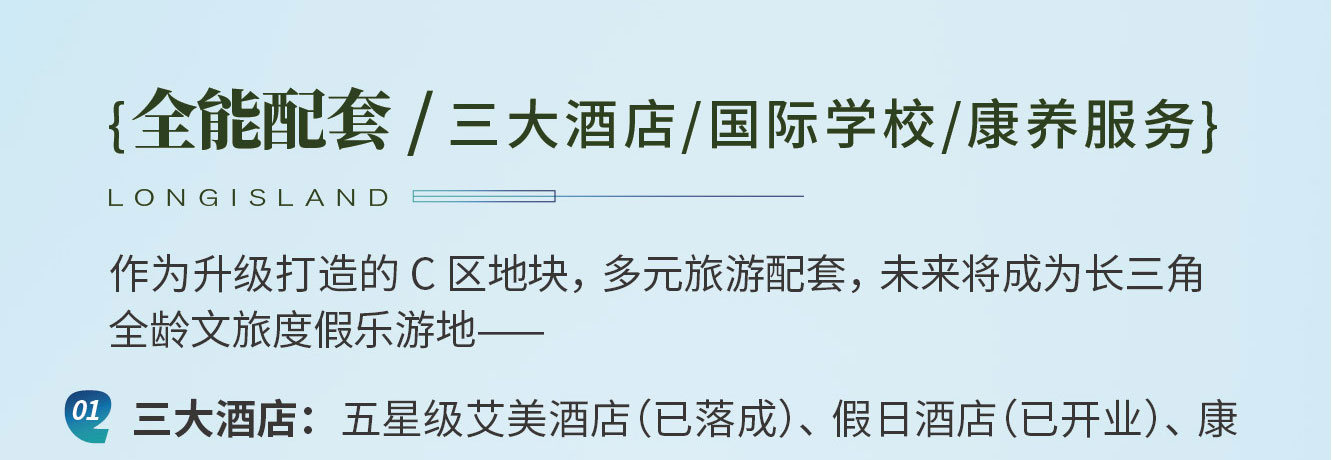 {全能配套/三大酒店/国际学校/康养服务}
LONGISLAND
作为升级打造的 C 区地块，多元旅游配套，未来将成为长三角
全龄文旅度假乐游地——
01 三大酒店：五星级艾美酒店（已落成）、假日酒店（已开业）、康